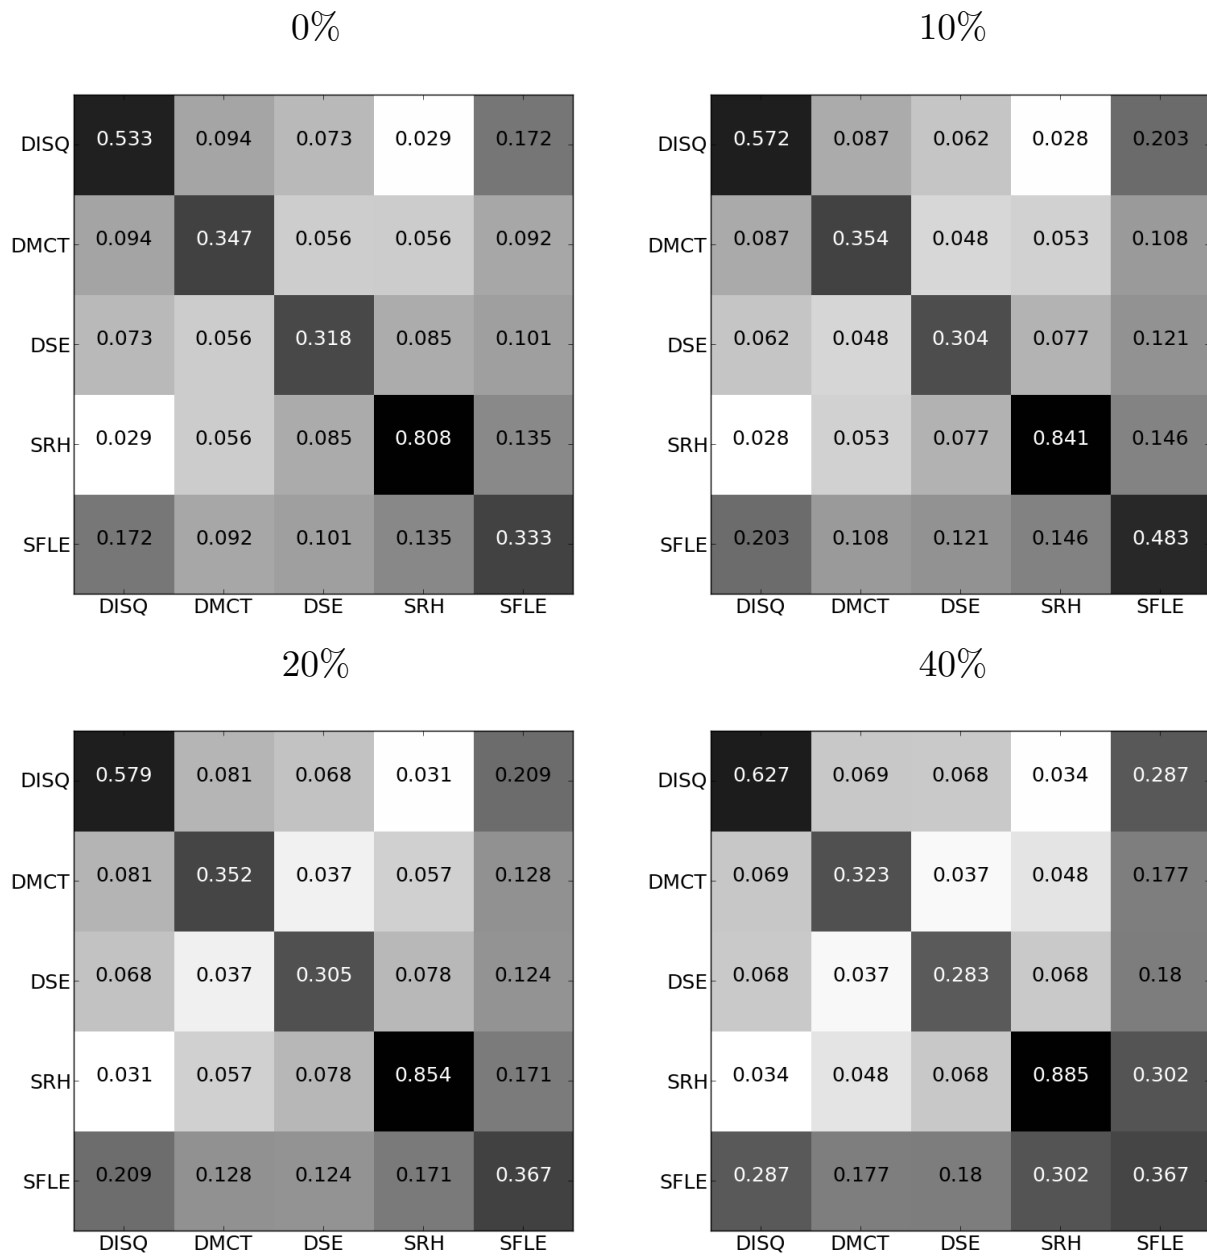 0% 10%
DISQ 0.533 0.094 0.073 0.029 0.172 DISQ 0.572 0.087 0.062 0.028 0.203
DMCT 0.094 0.347 0.056 0.056 0.092 DMCT 0.087 0.354 0.048 0.053 0.108
DSE 0.073 0.056 0.318 0.085 0.101 DSE 0.062 0.048 0.304 0.077 0.121
SRH 0.029 0.056 0.085 0.808 0.135 SRH 0.028 0.053 0.077 0.841 0.146
SFLE 0.172 0.092 0.101 0.135 0.333 SFLE 0.203 0.108 0.121 0.146 0.483
DISQ DMCT DSE SRH SFLE DISQ DMCT DSE SRH SFLE
20% 40%
DISQ 0.579 0.081 0.068 0.031 0.209 DISQ 0.627 0.069 0.068 0.034 0.287
DMCT 0.081 0.352 0.037 0.057 0.128 DMCT 0.069 0.323 0.037 0.048 0.177
DSE 0.068 0.037 0.305 0.078 0.124 DSE 0.068 0.037 0.283 0.068 0.18
SRH 0.031 0.057 0.078 0.854 0.171 SRH 0.034 0.048 0.068 0.885 0.302
SFLE 0.209 0.128 0.124 0.171 0.367 SFLE 0.287 0.177 0.18 0.302 0.367
DISQ DMCT DSE SRH SFLE DISQ DMCT DSE SRH SFLE